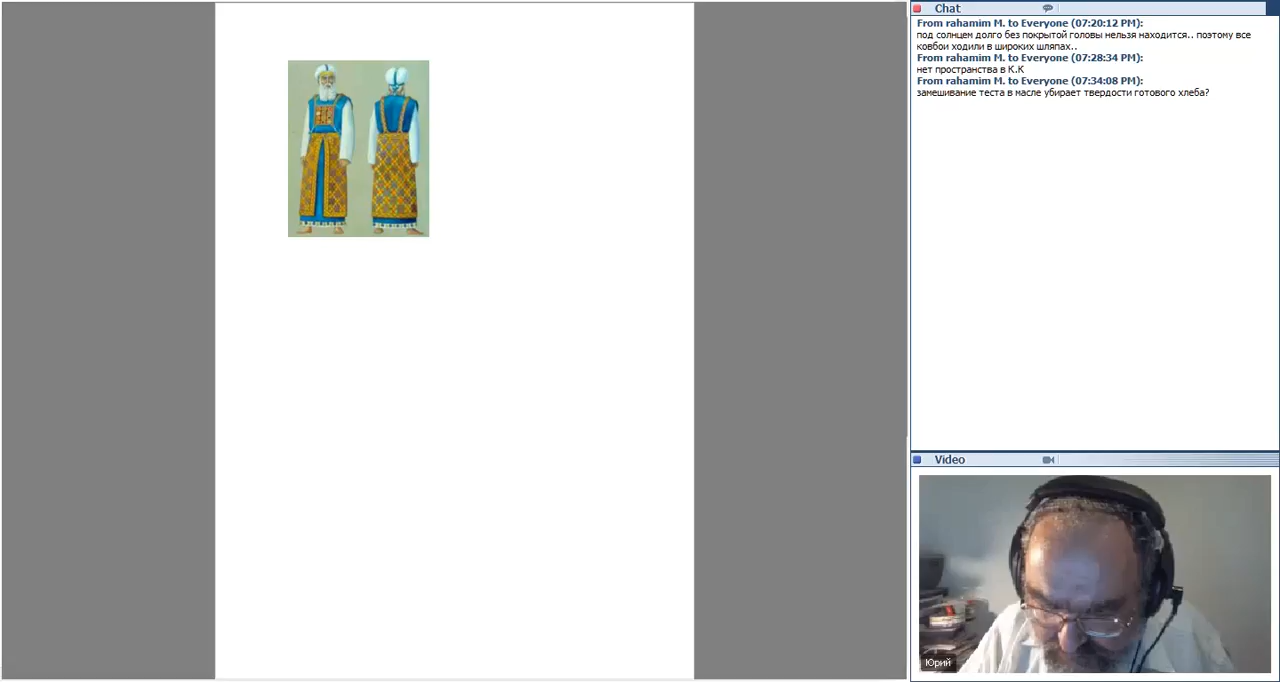 Chat
From rahamim M. to Everyone (07:20:12 PM):
под солнцем долго без покрытой головы нельзя находится.. поэтому все
ковбои ходили в широких шляпах..
From rahamim M. to Everyone (07:28:34 PM):
нет пространства в К.К
From rahamim M. to Everyone (07:34:08 PM):
замешивание теста в масле убирает твердости готового хлеба?
Video
Юрий